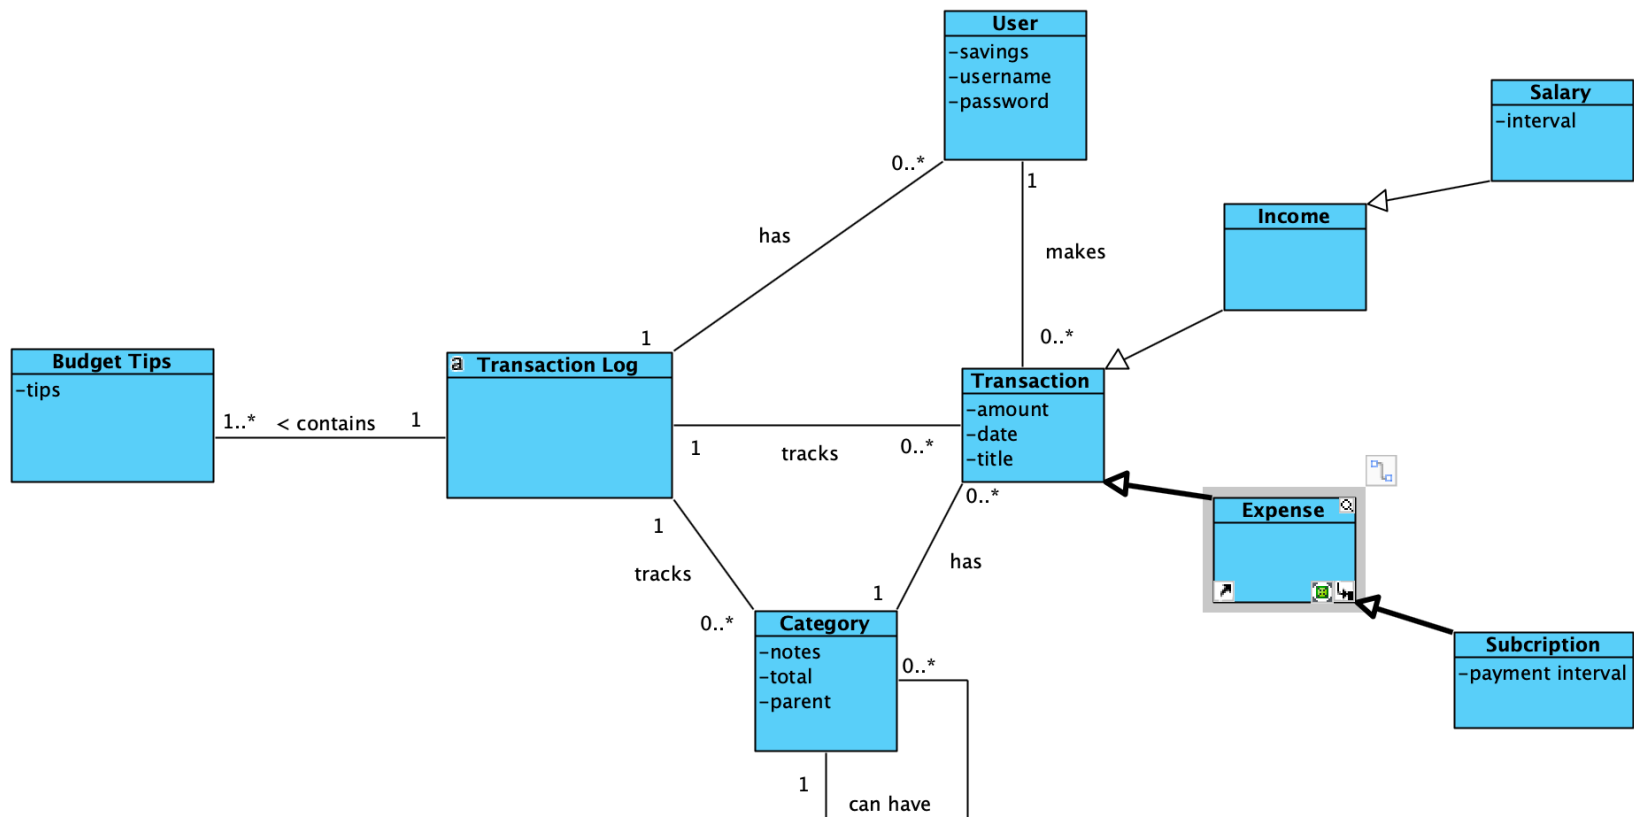 User
-savings
-username
-password
Salary
-interval
0..*
1
Income
has
makes
1
0..*
Budget Tips
-tips
a
Transaction Log
Transaction
-amount
-date
-title
1..*
< contains
1
1
tracks
0..*
0..*
Expense
1
tracks
has
1
0..*
Category
-notes
-total
-parent
0..*
Subcription
-payment interval
1
can have